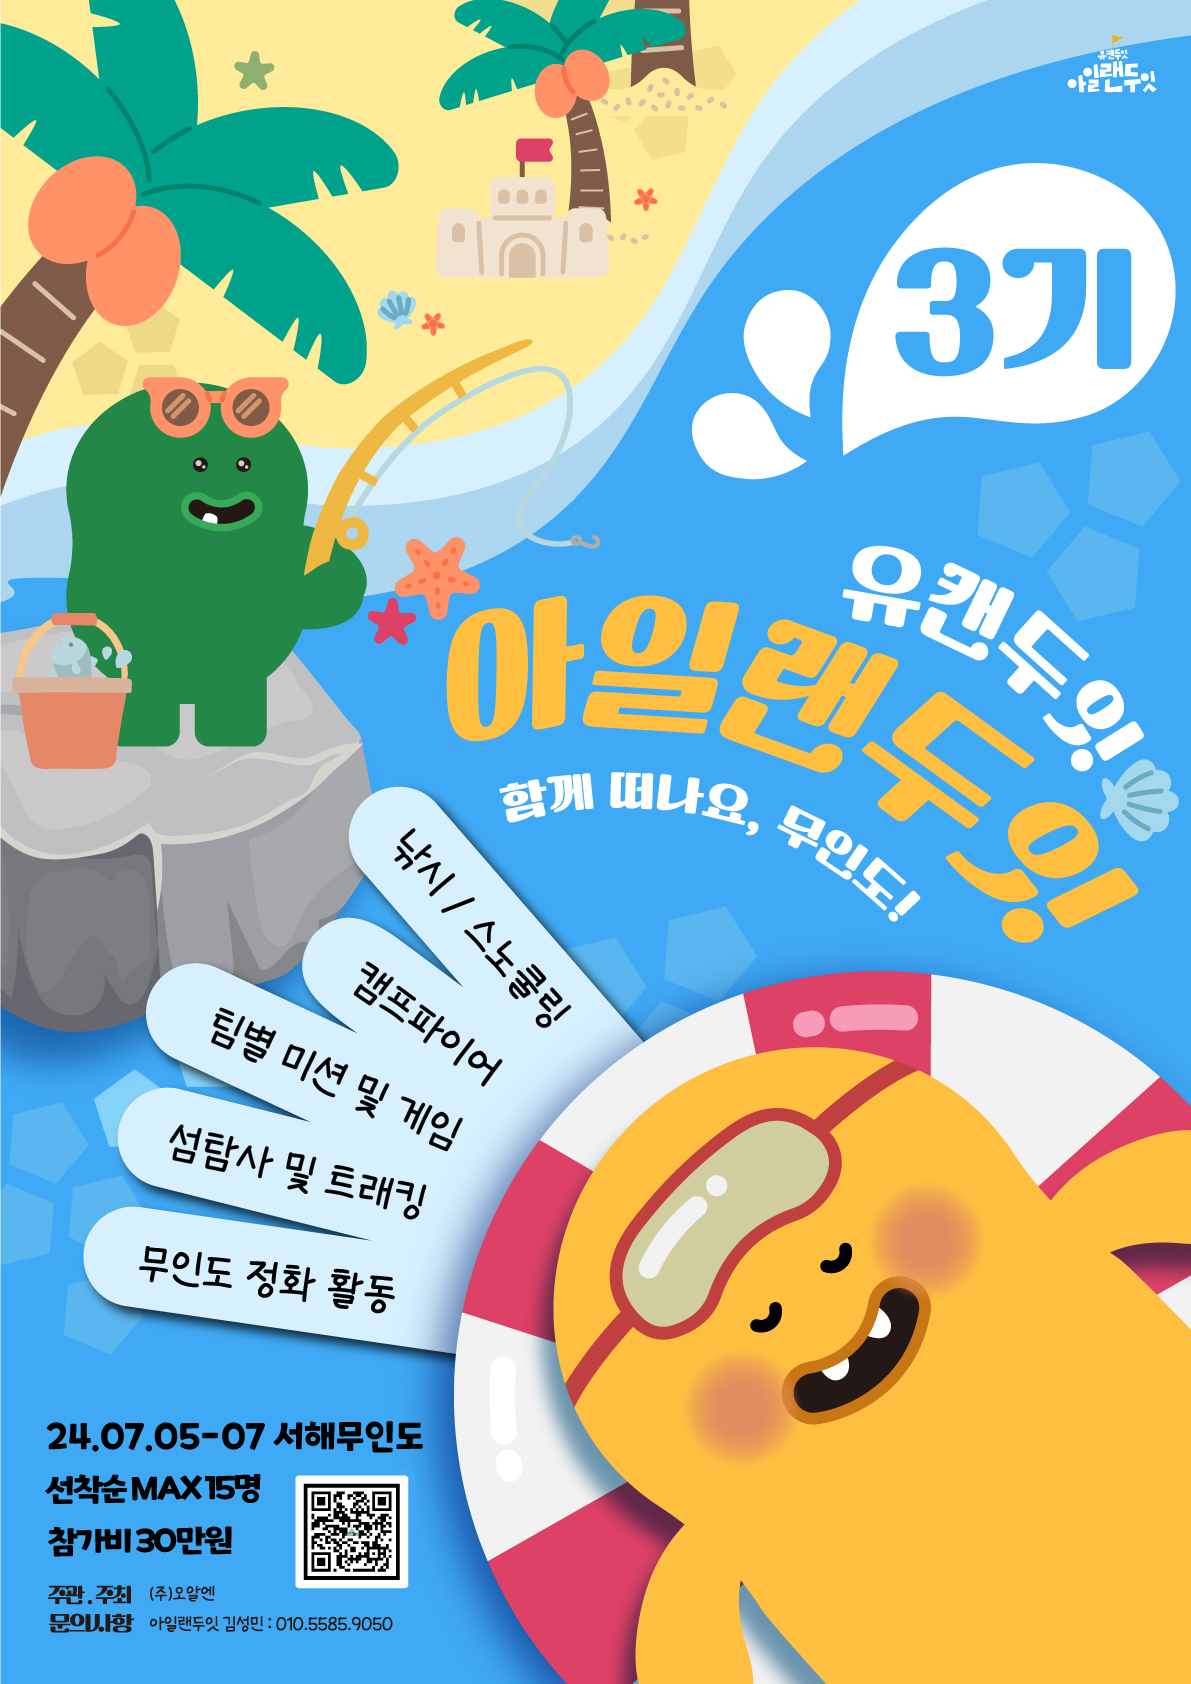 유캔두잇
아일랜두잇
3기
유캔두잇!
아일랜두잇!
함께 떠나요, 무인도!
낚시 / 스노쿨링
캠프파이어
팀별 미션 및 게임
섬탐사 및 트래킹
무인도 정화 활동
24.07.05-07 서해무인도
선착순 MAX 15명
참가비 30만원
주관 . 주최 (주)오알엔
문의사항 아일랜두잇 김성민 : 010.5585.9050